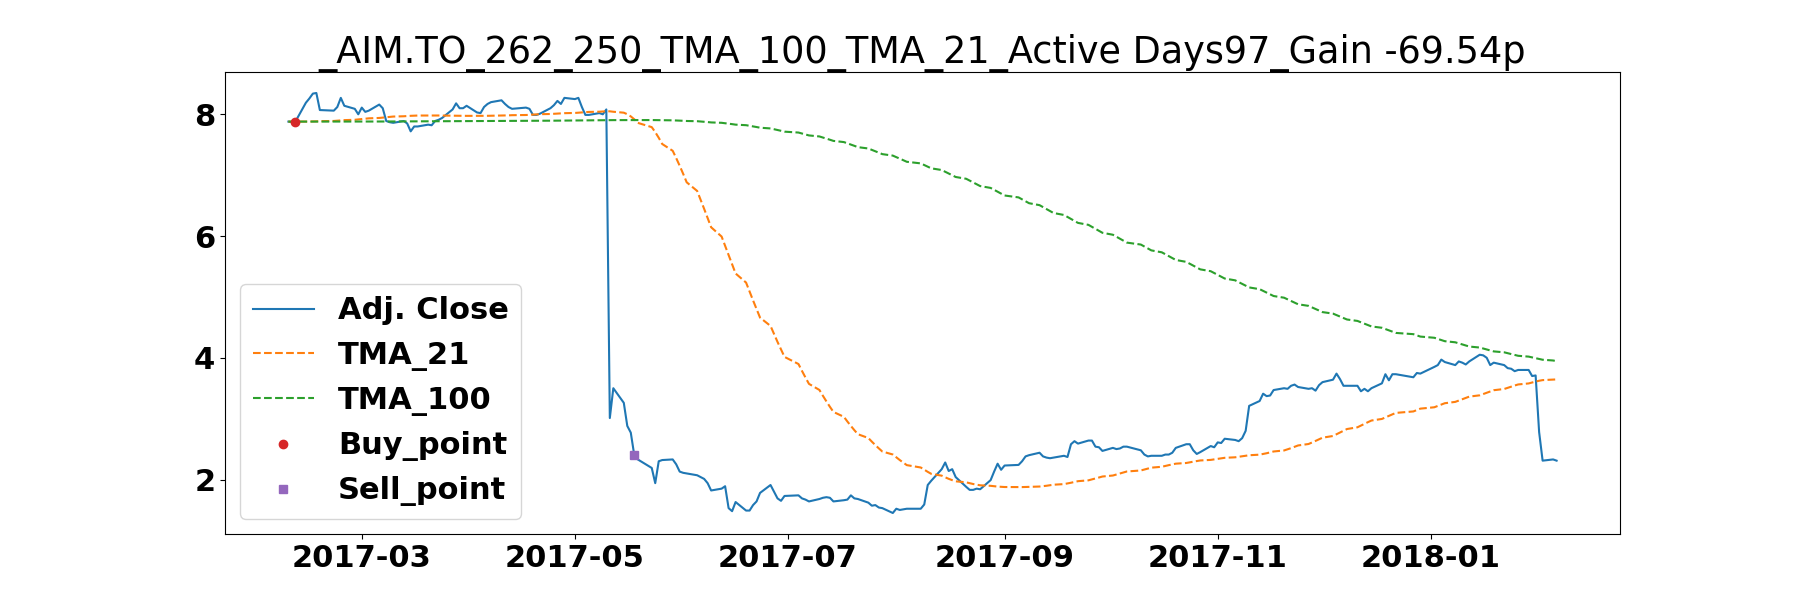 _AIM.TO_262_250_TMA_100_TMA_21_Active Days97_Gain -69.54p
8
6
4
2
Adj. Close
TMA_21
TMA_100
Buy_point
Sell_point
2017-03 2017-05 2017-07 2017-09 2017-11 2018-01